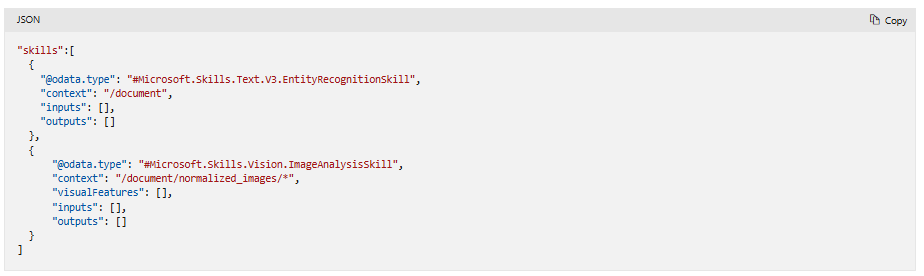 JSON
Copy
"skills":[
  {
    "@odata.type": "#Microsoft.Skills.Text.V3.EntityRecognitionSkill",
    "context": "/document",
    "inputs": [],
    "outputs": []
  },
  {
      "@odata.type": "#Microsoft.Skills.Vision.ImageAnalysisSkill",
      "context": "/document/normalized_images/*",
      "visualFeatures": [],
      "inputs": [],
      "outputs": []
  }
]